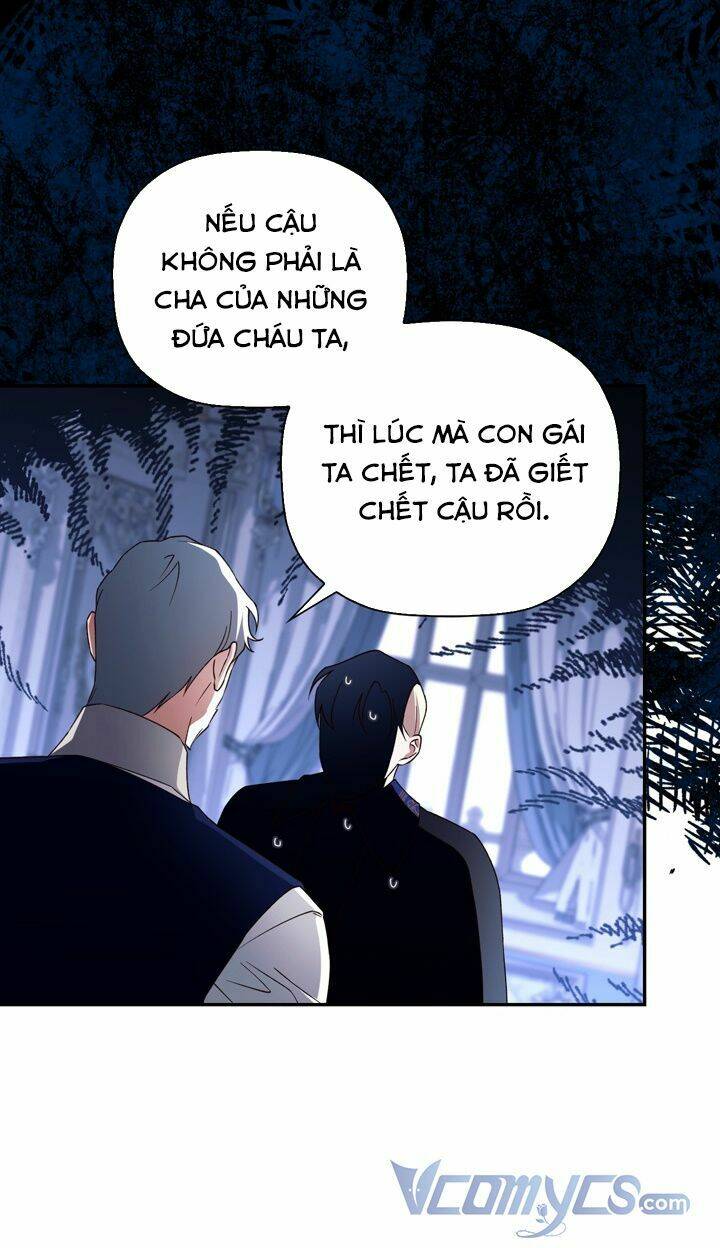 NẾU CẬU
KHÔNG PHẢI LÀ
CHA CỦA NHỮNG
ĐỨA CHÁU TA,
THÌ LÚC MÀ CON GÁI
TA CHẾT, TA ĐÃ GIẾT
CHẾT CẬU RỒI.
VCOMYCS.com